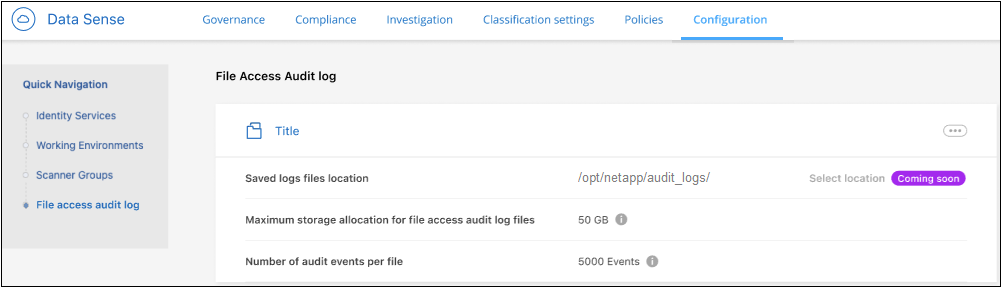 Data Sense
Governance
Compliance
Investigation
Classification settings
Policies
Configuration
Quick Navigation
Identity Services
Working Environments
Scanner Groups
File access audit log
File Access Audit log
Title
Saved logs files location /opt/netapp/audit_logs/ Select location Coming soon
Maximum storage allocation for file access audit log files 50 GB
Number of audit events per file 5000 Events